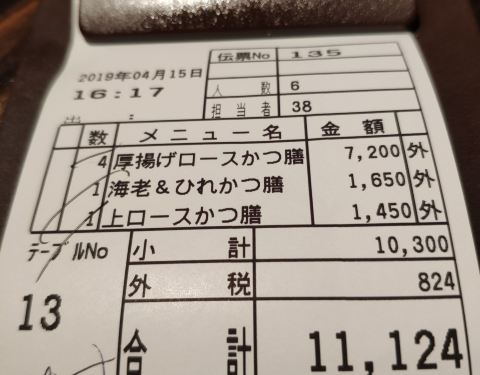 伝票No 135
2019年04月15日
16:17
人数 6
担当者 38
数 メニュー名 金額
4 厚揚げロースかつ膳 7,200 外
1 海老&ひれかつ膳 1,650 外
1 上ロースかつ膳 1,450 外
テーブルNo 小計 10,300
13 外税 824
合計 11,124